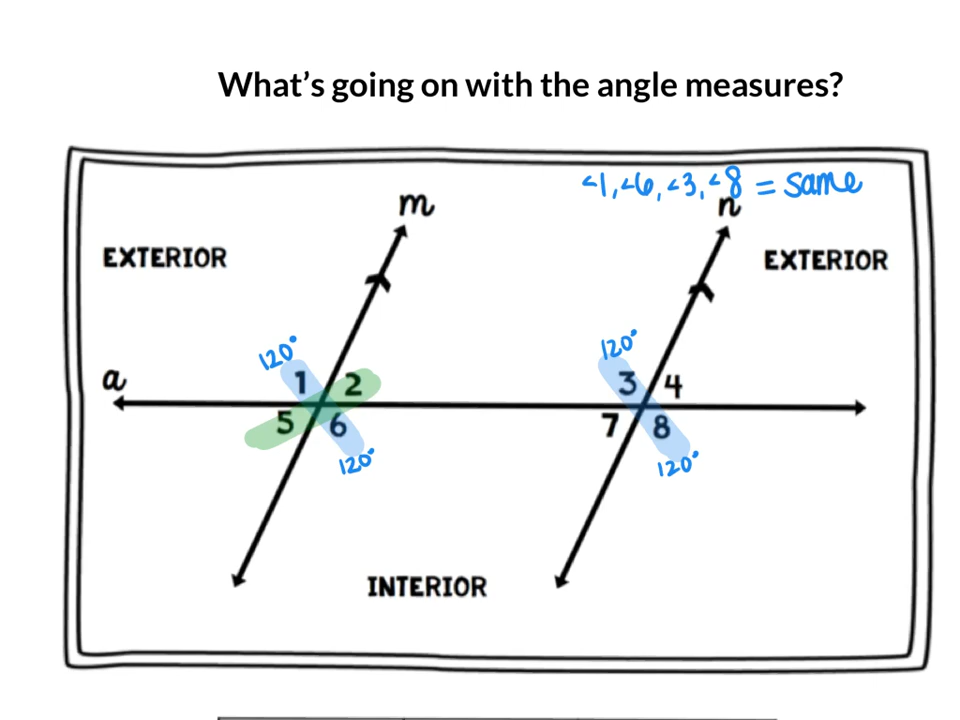 What's going on with the angle measures?
<1, <6, <3, <8 = same
m
n
EXTERIOR
EXTERIOR
120°
120°
a
1
2
3
4
5
6
7
8
120°
120°
INTERIOR